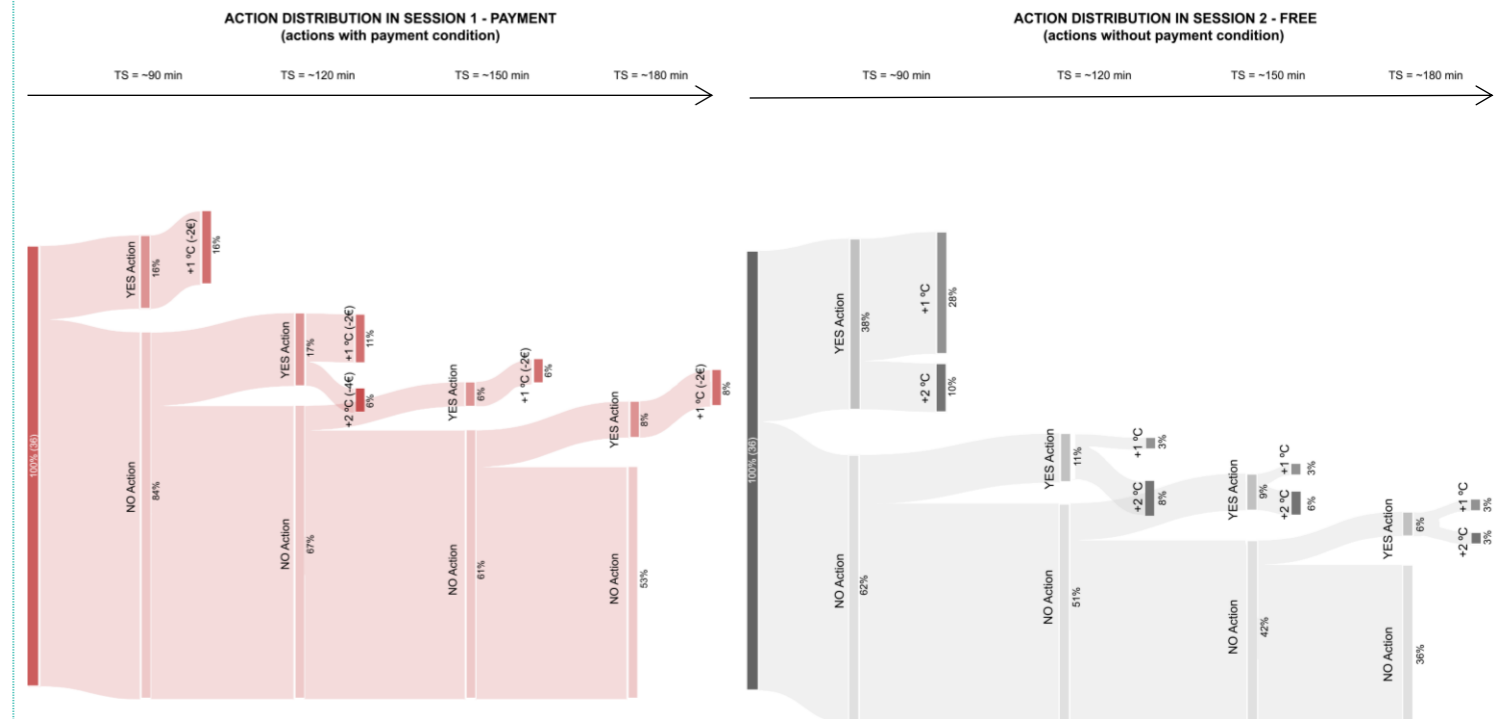 ACTION DISTRIBUTION IN SESSION 1 - PAYMENT
(actions with payment condition)
TS = ~90 min
TS = ~120 min
TS = ~150 min
TS = ~180 min
100% (36)
YES Action
16%
+1 ºC (-2€)
16%
NO Action
84%
YES Action
17%
+1 ºC (-2€)
11%
+2 ºC (-4€)
6%
NO Action
67%
YES Action
6%
+1 ºC (-2€)
6%
NO Action
61%
YES Action
8%
+1 ºC (-2€)
8%
NO Action
53%
ACTION DISTRIBUTION IN SESSION 2 - FREE
(actions without payment condition)
TS = ~90 min
TS = ~120 min
TS = ~150 min
TS = ~180 min
100% (36)
YES Action
38%
+1 ºC
28%
+2 ºC
10%
NO Action
62%
YES Action
11%
+1 ºC
3%
+2 ºC
8%
NO Action
51%
YES Action
9%
+1 ºC
3%
+2 ºC
6%
NO Action
42%
YES Action
6%
+1 ºC
3%
+2 ºC
3%
NO Action
36%